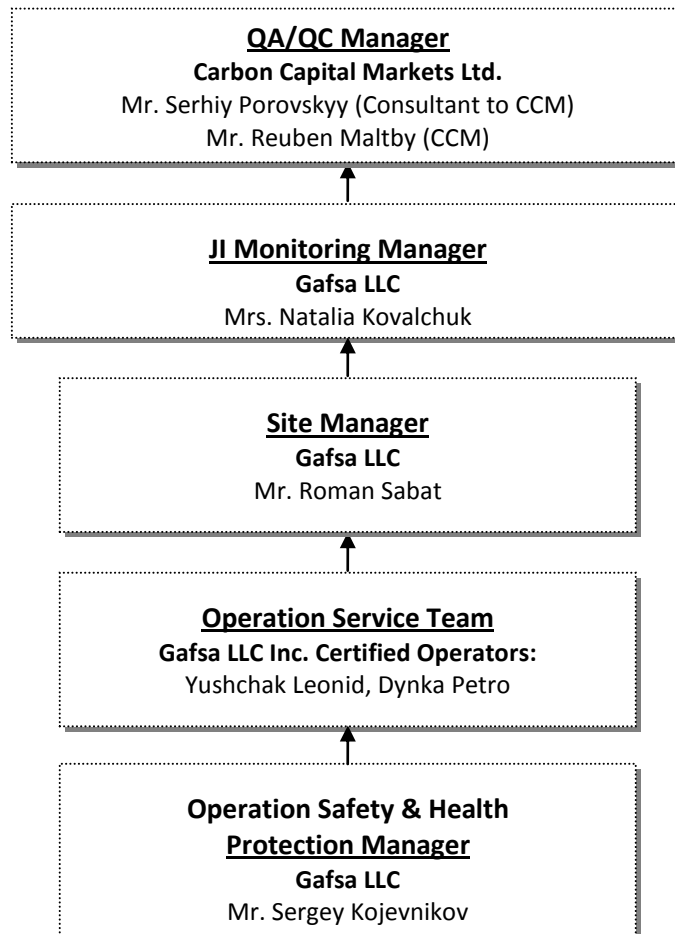 QA/QC Manager
Carbon Capital Markets Ltd.
Mr. Serhiy Porovskyy (Consultant to CCM)
Mr. Reuben Maltby (CCM)
JI Monitoring Manager
Gafsa LLC
Mrs. Natalia Kovalchuk
Site Manager
Gafsa LLC
Mr. Roman Sabat
Operation Service Team
Gafsa LLC Inc. Certified Operators:
Yushchak Leonid, Dynka Petro
Operation Safety & Health
Protection Manager
Gafsa LLC
Mr. Sergey Kojevnikov